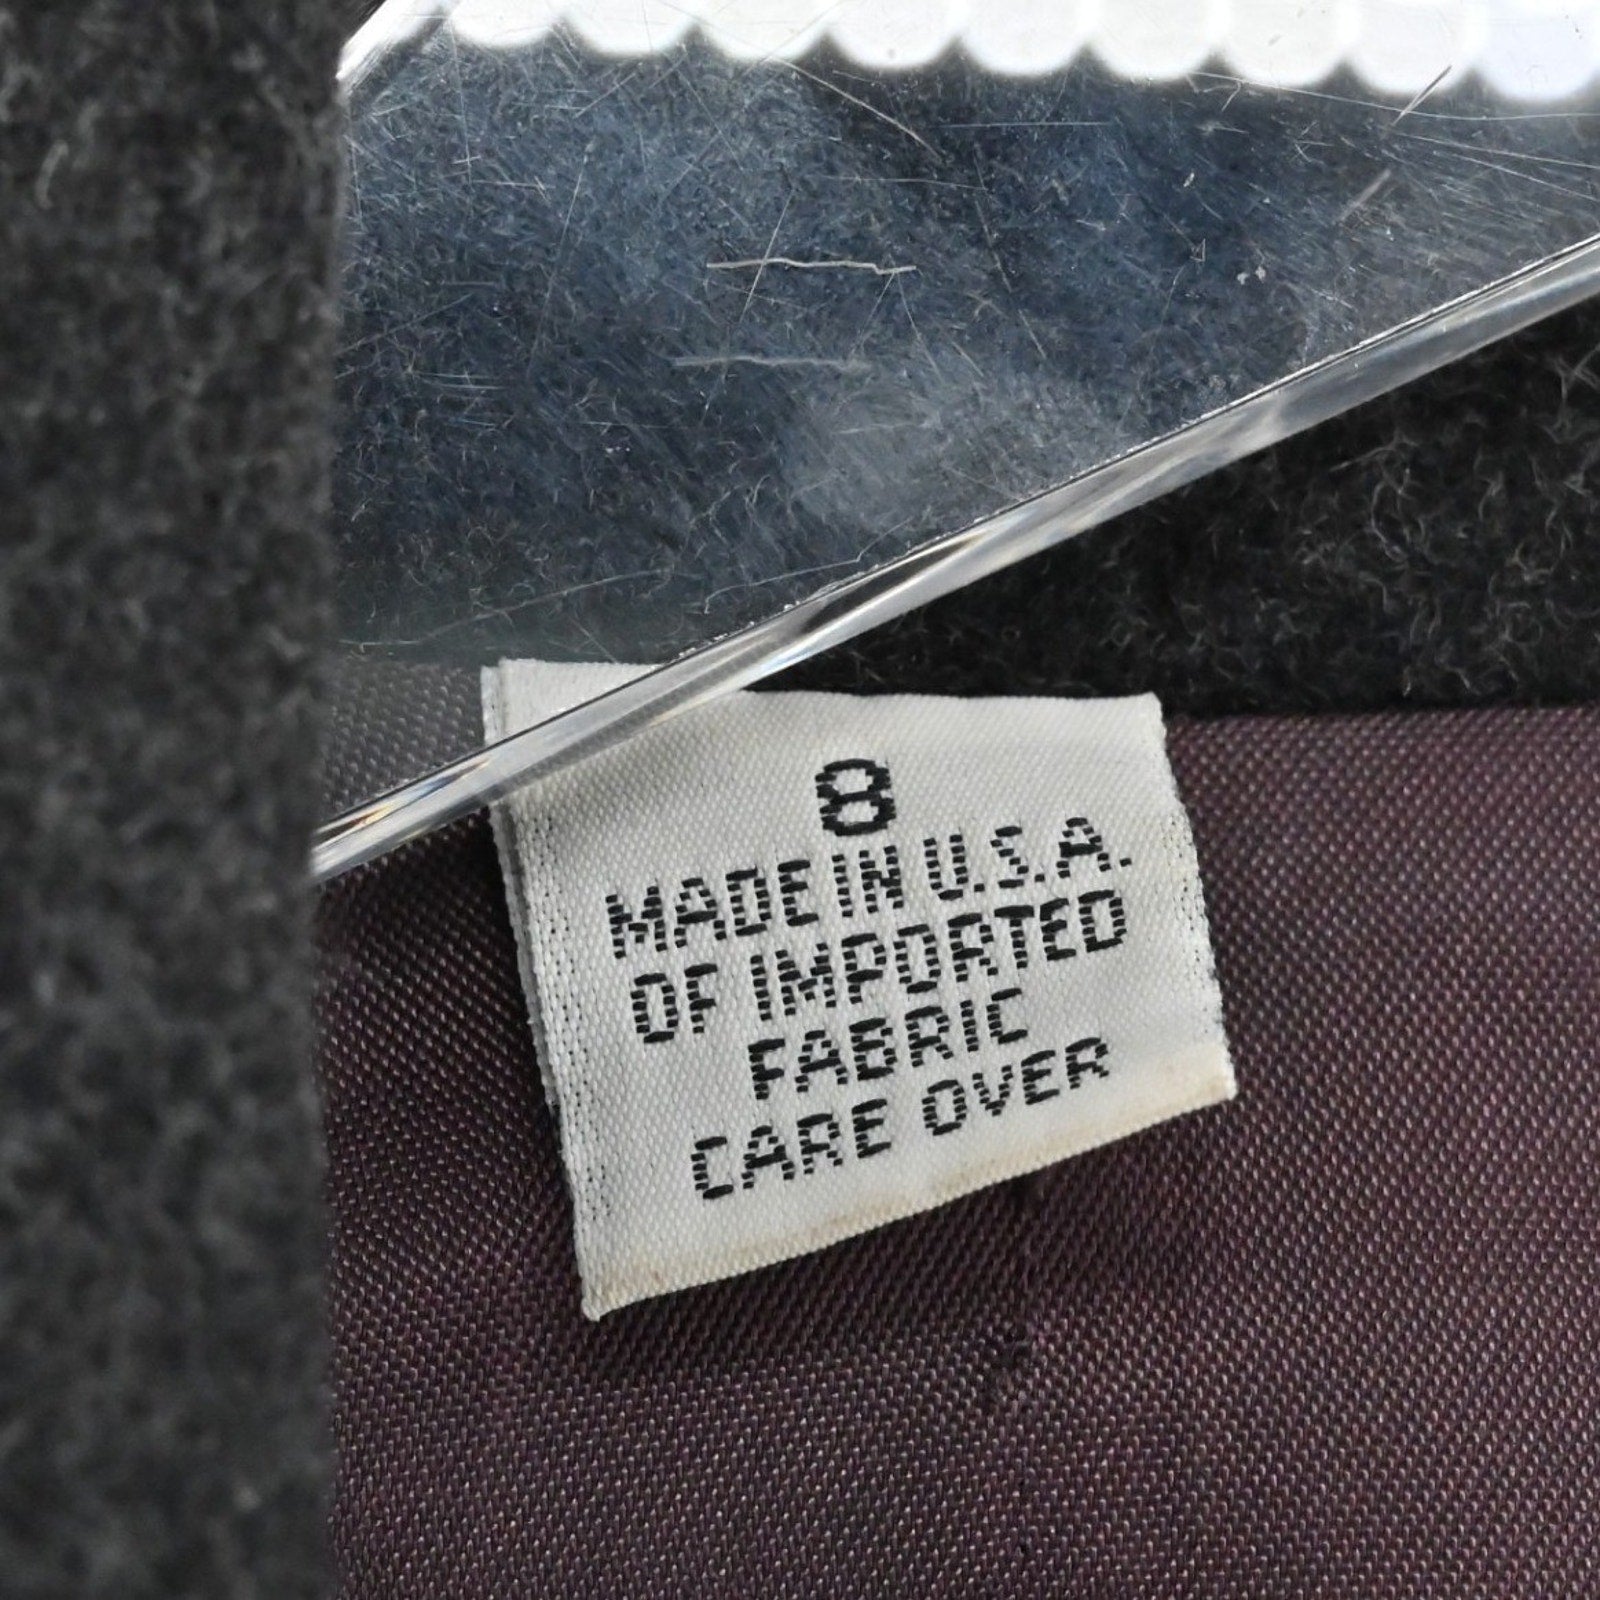 8
MADE IN U.S.A.
OF IMPORTED
FABRIC
CARE OVER